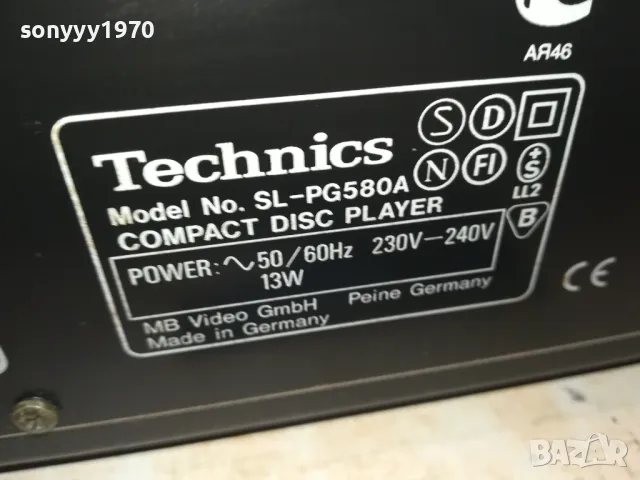 sonyyy1970
АЯ46
S D
Technics
N FI +S
LL2
Model No. SL-PG580A
B
COMPACT DISC PLAYER
POWER: ∿50/60Hz 230V—240V
13W
MB Video GmbH Peine Germany
Made in Germany
CE
BAZAR